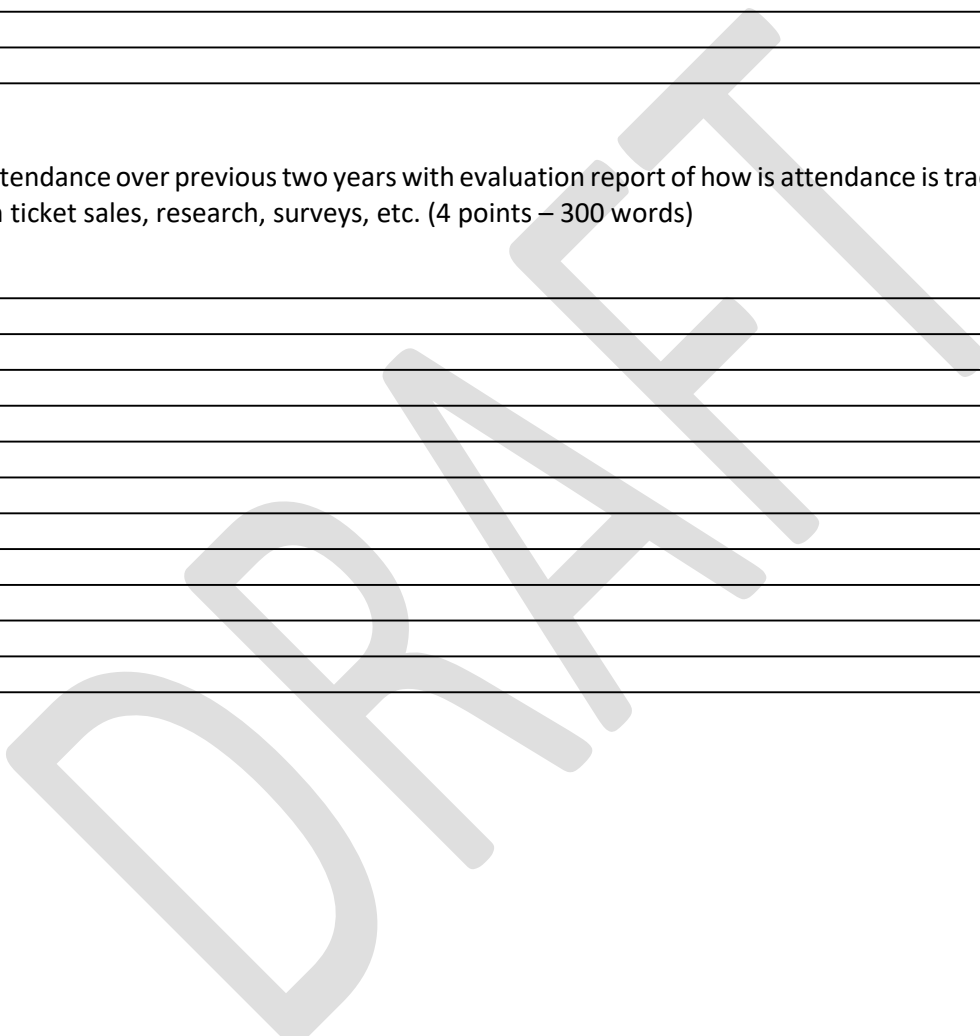 tendance over previous two years with evaluation report of how is attendance is tra
ticket sales, research, surveys, etc. (4 points – 300 words)
DRAFT